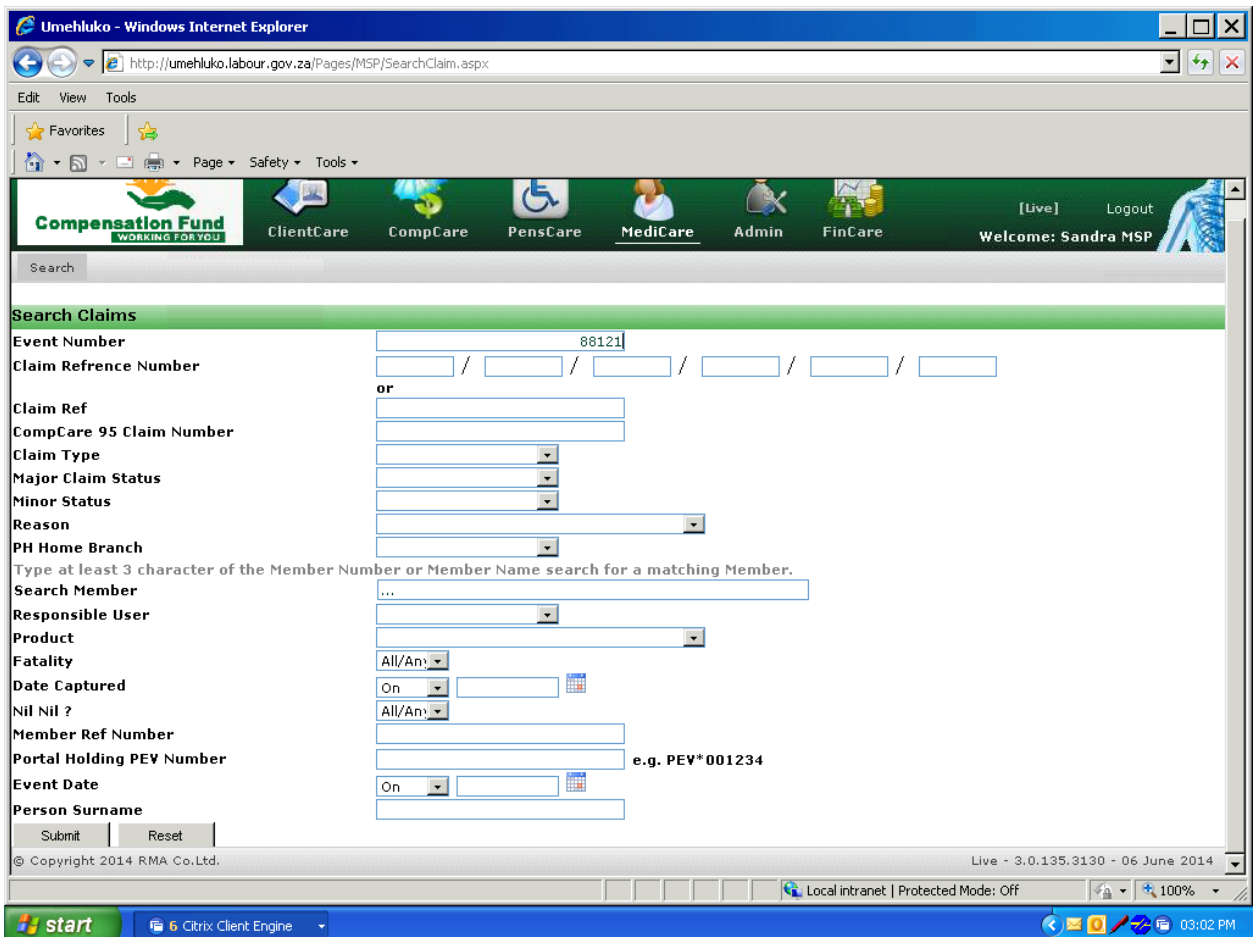 Umehluko - Windows Internet Explorer
http://umehluko.labour.gov.za/Pages/MSP/SearchClaim.aspx
Edit View Tools
Favorites
Page Safety Tools
Compensation Fund
WORKING FOR YOU
ClientCare CompCare PensCare MediCare Admin FinCare
[Live] Logout
Welcome: Sandra MSP
Search
Search Claims
Event Number 88121
Claim Refrence Number / / / / /
or
Claim Ref
CompCare 95 Claim Number
Claim Type
Major Claim Status
Minor Status
Reason
PH Home Branch
Type at least 3 character of the Member Number or Member Name search for a matching Member.
Search Member ...
Responsible User
Product
Fatality All/Any
Date Captured On
Nil Nil ? All/Any
Member Ref Number
Portal Holding PEV Number e.g. PEV*001234
Event Date On
Person Surname
Submit Reset
© Copyright 2014 RMA Co.Ltd. Live - 3.0.135.3130 - 06 June 2014
Local intranet | Protected Mode: Off 100%
start 6 Citrix Client Engine 03:02 PM